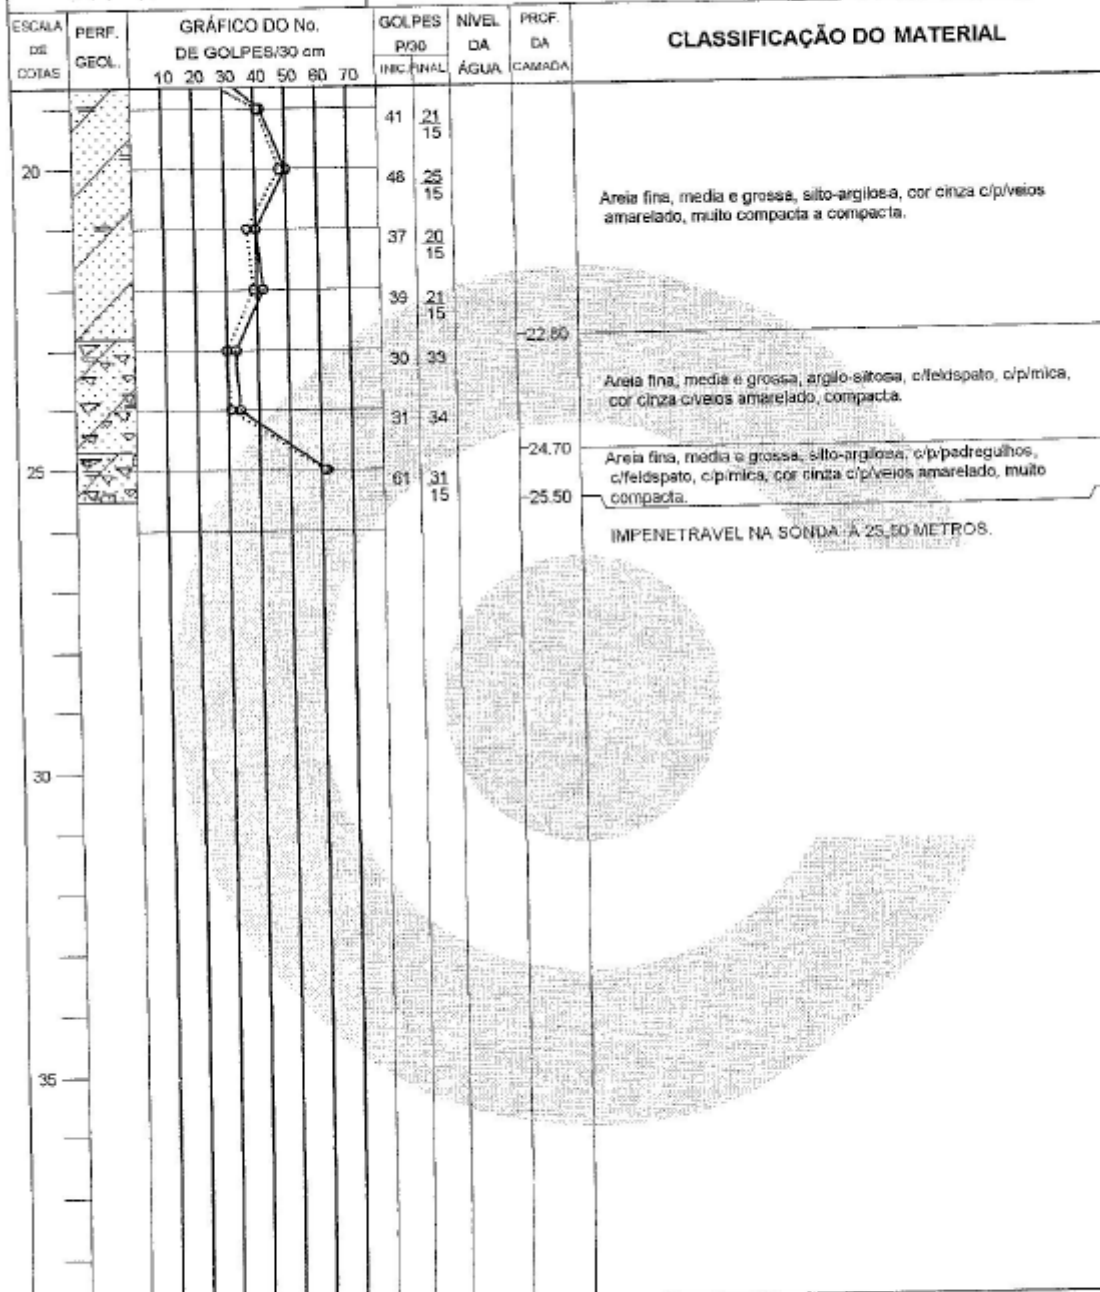 ESCALA
DE
COTAS
PERF.
GEOL.
GRÁFICO DO No.
DE GOLPES/30 cm
10 20 30 40 50 60 70
GOLPES
P/30
INIC. FINAL
NÍVEL
DA
ÁGUA
PROF.
DA
CAMADA
CLASSIFICAÇÃO DO MATERIAL
41 21
15
20
48 25
15
Areia fina, media e grossa, silto-argilosa, cor cinza c/p/veios
amarelado, muito compacta a compacta.
37 20
15
39 21
15
22.80
30 33
Areia fina, media e grossa, argilo-siltosa, c/feldspato, c/p/mica,
cor cinza c/veios amarelado, compacta.
31 34
24.70
Areia fina, media e grossa, silto-argilosa, c/p/padregulhos,
c/feldspato, c/p/mica, cor cinza c/p/veios amarelado, muito
compacta.
25
61 31
15
25.50
IMPENETRAVEL NA SONDA À 25,50 METROS.
30
35